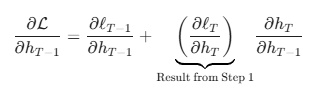 ∂ℒ/∂h_{T−1} = ∂ℓ_{T−1}/∂h_{T−1} + (∂ℓ_T/∂h_T) ∂h_T/∂h_{T−1}
Result from Step 1